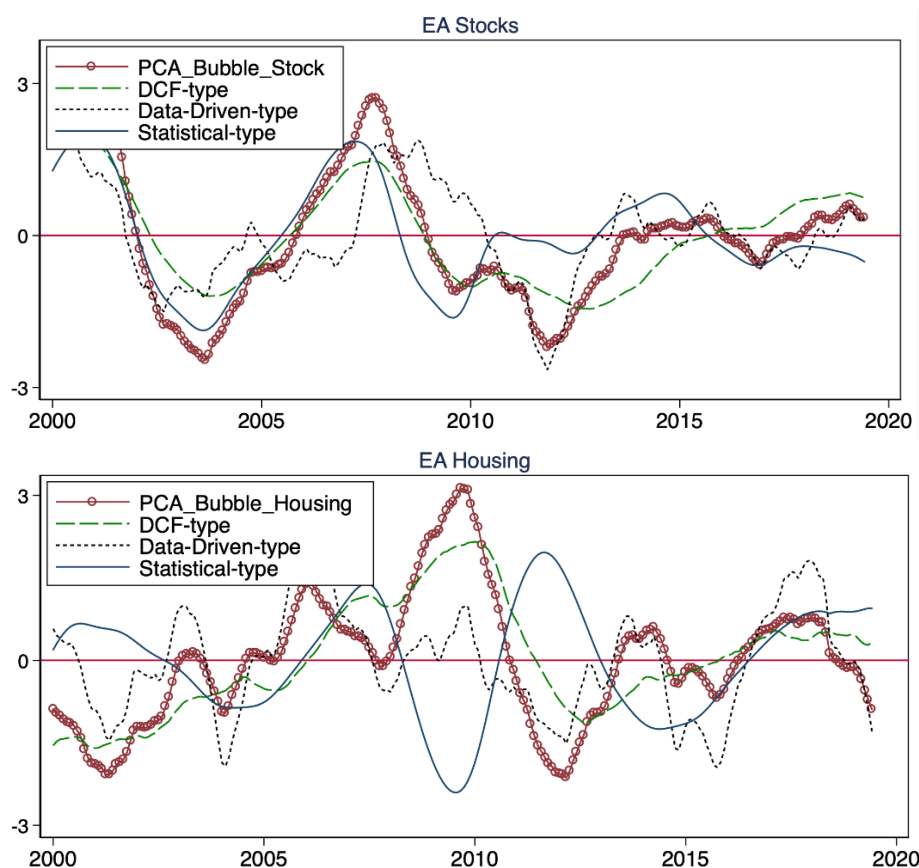 EA Stocks
PCA_Bubble_Stock
DCF-type
Data-Driven-type
Statistical-type
3
0
-3
2000 2005 2010 2015 2020
EA Housing
PCA_Bubble_Housing
DCF-type
Data-Driven-type
Statistical-type
3
0
-3
2000 2005 2010 2015 2020